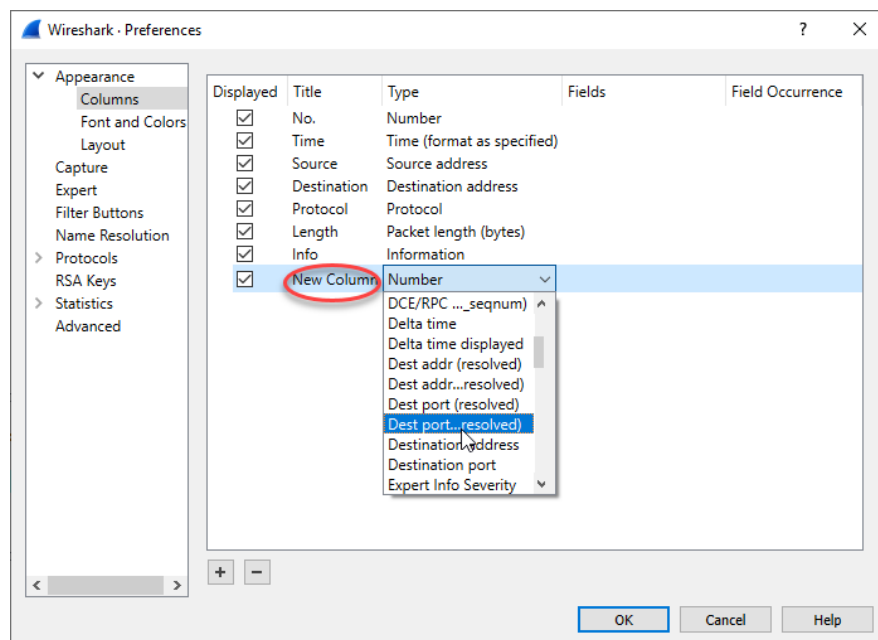 Wireshark · Preferences ? ×
Appearance
Columns
Font and Colors
Layout
Capture
Expert
Filter Buttons
Name Resolution
Protocols
RSA Keys
Statistics
Advanced
Displayed Title Type Fields Field Occurrence
No. Number
Time Time (format as specified)
Source Source address
Destination Destination address
Protocol Protocol
Length Packet length (bytes)
Info Information
New Column Number
DCE/RPC ..._seqnum)
Delta time
Delta time displayed
Dest addr (resolved)
Dest addr...resolved)
Dest port (resolved)
Dest port...resolved)
Destination address
Destination port
Expert Info Severity
+ −
OK Cancel Help